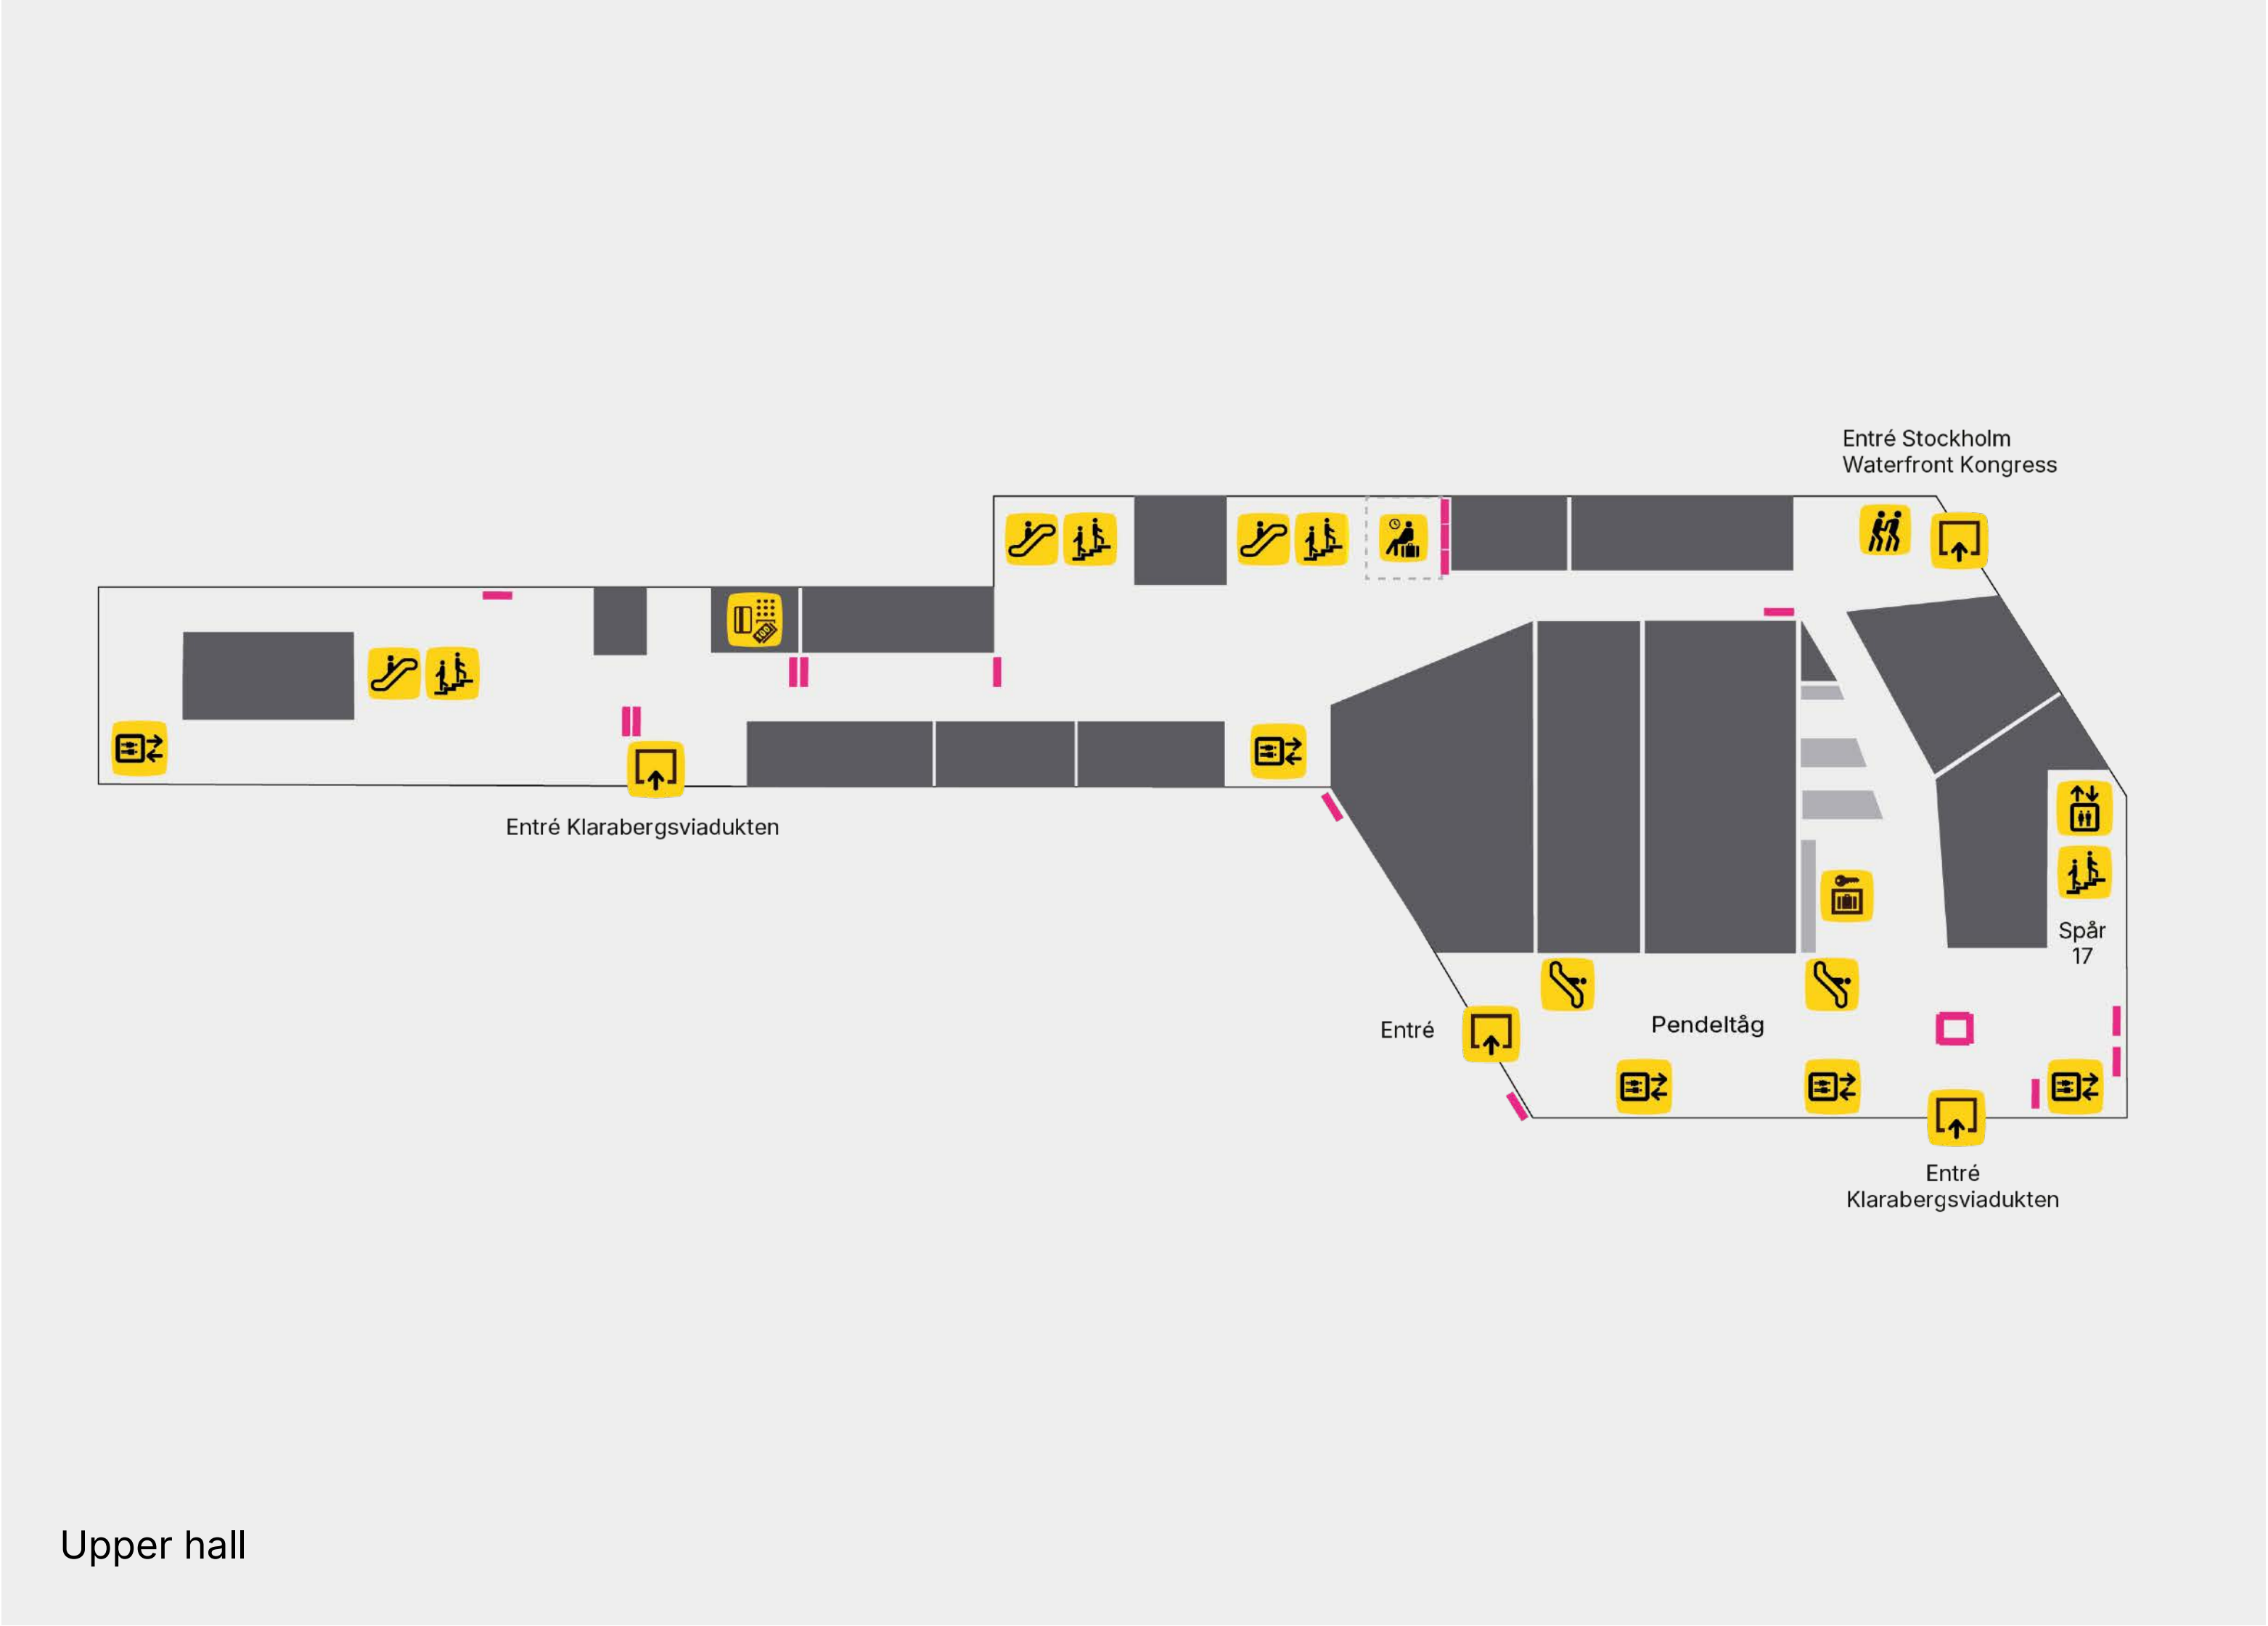 Entré Stockholm
Waterfront Kongress
Entré Klarabergsviadukten
Spår
17
Entré
Pendeltåg
Entré
Klarabergsviadukten
Upper hall